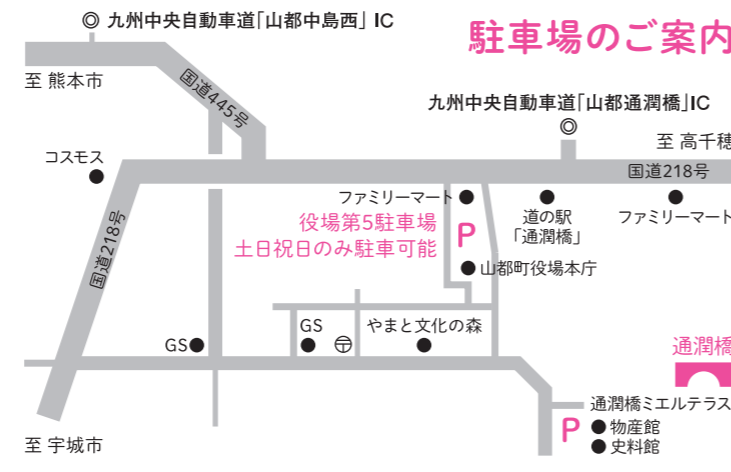 ◎ 九州中央自動車道「山都中島西」 IC
駐車場のご案内
至 熊本市
国道445号
九州中央自動車道「山都通潤橋」IC
◎
至 高千穂
コスモス
国道218号
ファミリーマート
役場第5駐車場
土日祝日のみ駐車可能
P
道の駅
「通潤橋」
ファミリーマート
国道218号
山都町役場本庁
GS
GS
〒
やまと文化の森
通潤橋
通潤橋ミエルテラス
P
物産館
史料館
至 宇城市